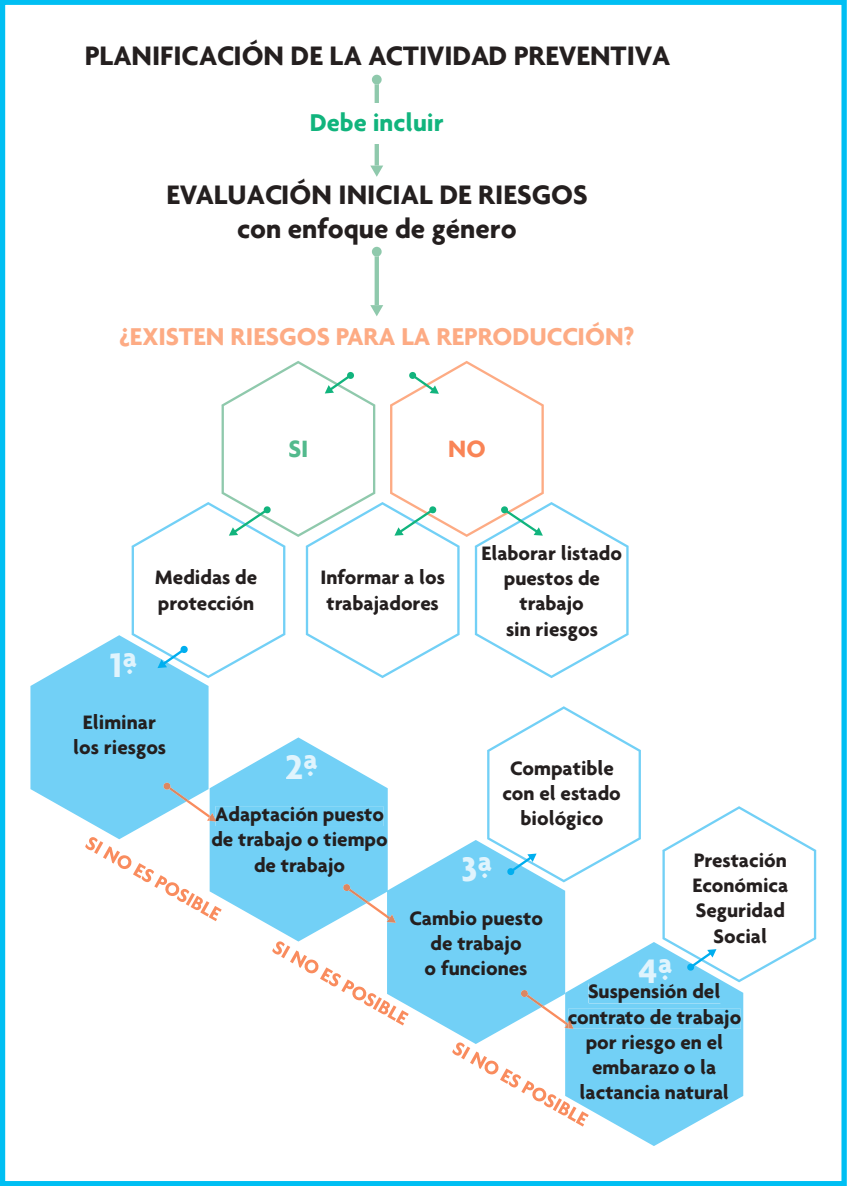 PLANIFICACIÓN DE LA ACTIVIDAD PREVENTIVA
Debe incluir
EVALUACIÓN INICIAL DE RIESGOS
con enfoque de género
¿EXISTEN RIESGOS PARA LA REPRODUCCIÓN?
SI
NO
Medidas de
protección
Informar a los
trabajadores
Elaborar listado
puestos de
trabajo
sin riesgos
1ª
Eliminar
los riesgos
SI NO ES POSIBLE
2ª
Adaptación puesto
de trabajo o tiempo
de trabajo
SI NO ES POSIBLE
3ª
Cambio puesto
de trabajo
o funciones
Compatible
con el estado
biológico
SI NO ES POSIBLE
4ª
Suspensión del
contrato de trabajo
por riesgo en el
embarazo o la
lactancia natural
Prestación
Económica
Seguridad
Social